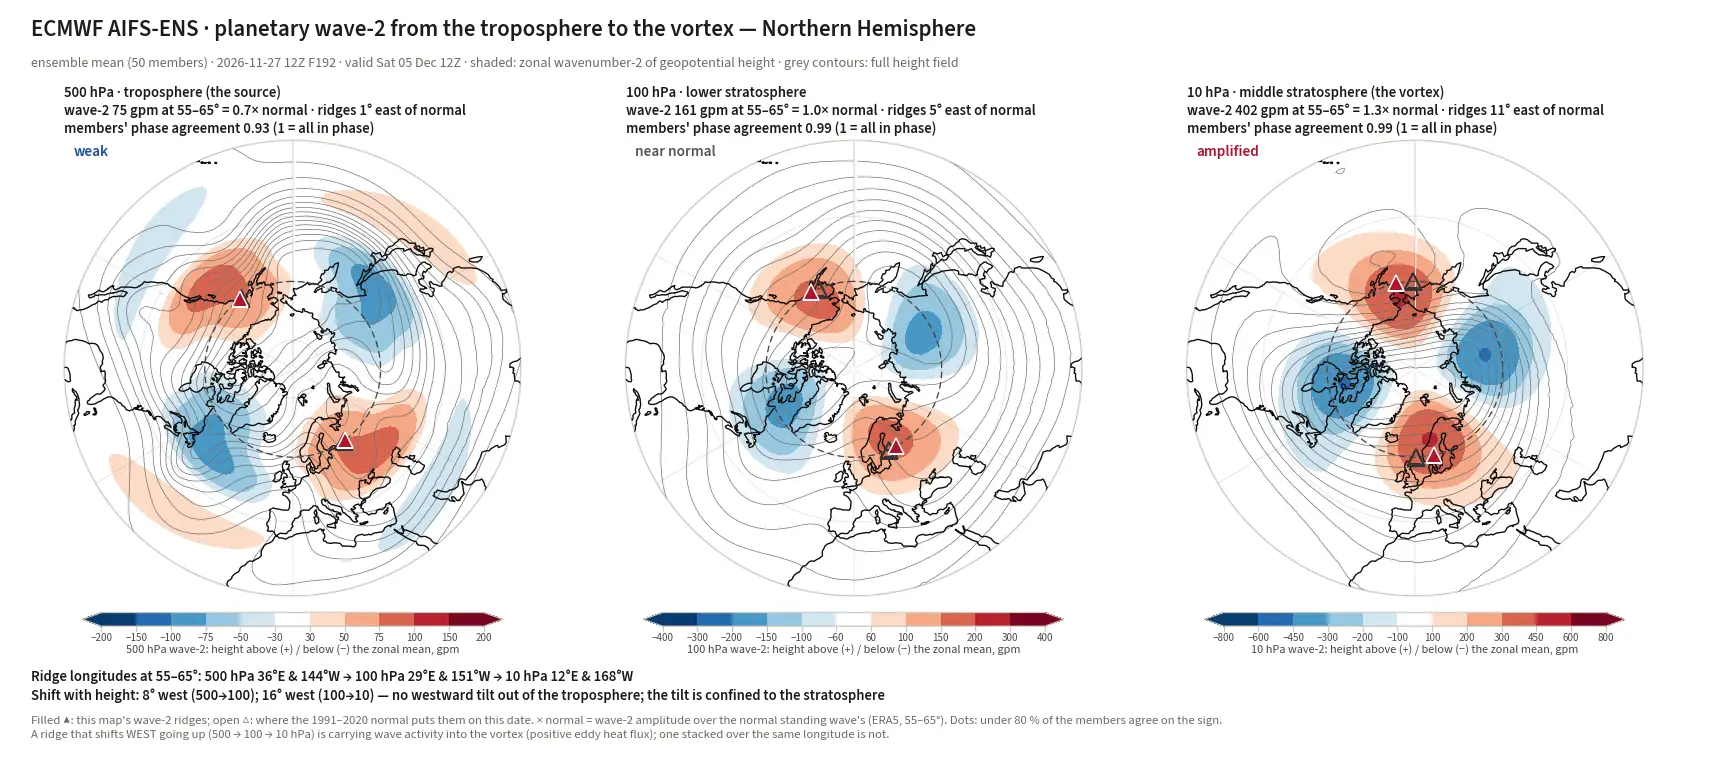 ECMWF AIFS-ENS · planetary wave-2 from the troposphere to the vortex — Northern Hemisphere
ensemble mean (50 members) · 2026-11-27 12Z F192 · valid Sat 05 Dec 12Z · shaded: zonal wavenumber-2 of geopotential height · grey contours: full height field
500 hPa · troposphere (the source)
wave-2 75 gpm at 55–65° = 0.7× normal · ridges 1° east of normal
members' phase agreement 0.93 (1 = all in phase)
weak
100 hPa · lower stratosphere
wave-2 161 gpm at 55–65° = 1.0× normal · ridges 5° east of normal
members' phase agreement 0.99 (1 = all in phase)
near normal
10 hPa · middle stratosphere (the vortex)
wave-2 402 gpm at 55–65° = 1.3× normal · ridges 11° east of normal
members' phase agreement 0.99 (1 = all in phase)
amplified
−200 −150 −100 −75 −50 −30 30 50 75 100 150 200
500 hPa wave-2: height above (+) / below (−) the zonal mean, gpm
−400 −300 −200 −150 −100 −60 60 100 150 200 300 400
100 hPa wave-2: height above (+) / below (−) the zonal mean, gpm
−800 −600 −450 −300 −200 −100 100 200 300 450 600 800
10 hPa wave-2: height above (+) / below (−) the zonal mean, gpm
Ridge longitudes at 55–65°: 500 hPa 36°E & 144°W → 100 hPa 29°E & 151°W → 10 hPa 12°E & 168°W
Shift with height: 8° west (500→100); 16° west (100→10) — no westward tilt out of the troposphere; the tilt is confined to the stratosphere
Filled ▲: this map's wave-2 ridges; open △: where the 1991–2020 normal puts them on this date. × normal = wave-2 amplitude over the normal standing wave's (ERA5, 55–65°). Dots: under 80 % of the members agree on the sign.
A ridge that shifts WEST going up (500 → 100 → 10 hPa) is carrying wave activity into the vortex (positive eddy heat flux); one stacked over the same longitude is not.